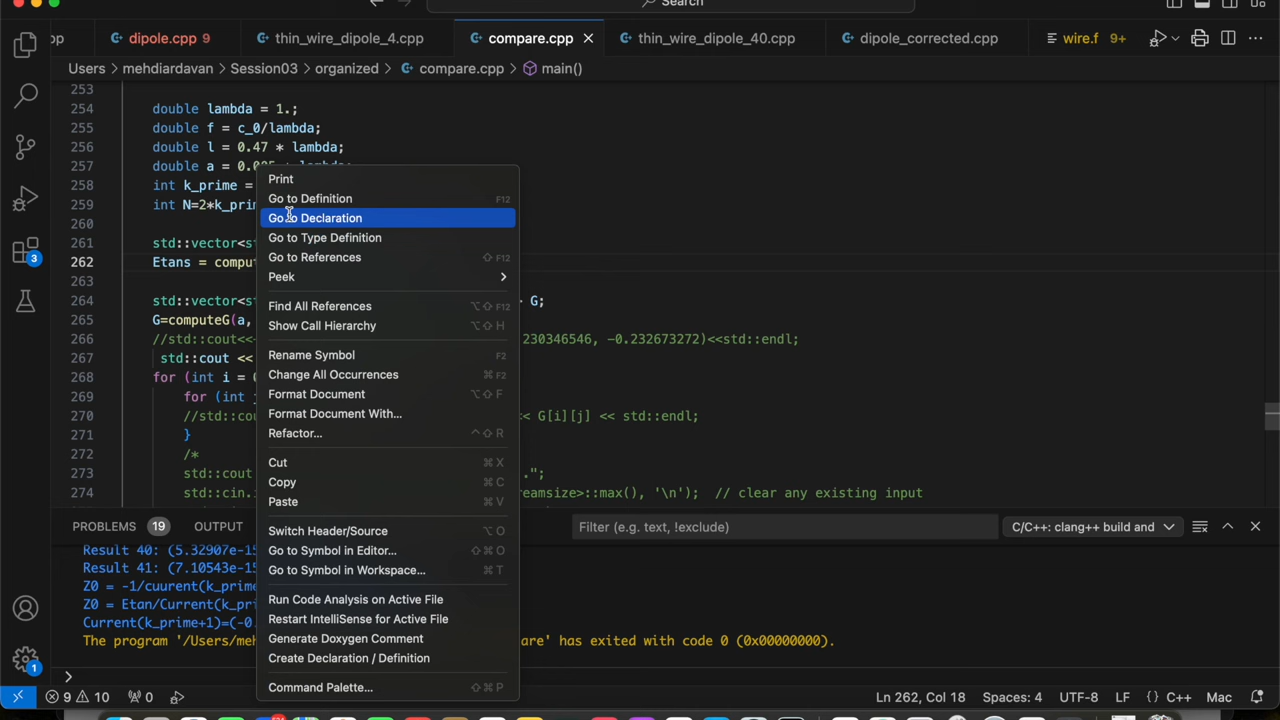 Search
pp
dipole.cpp 9
thin_wire_dipole_4.cpp
compare.cpp
thin_wire_dipole_40.cpp
dipole_corrected.cpp
wire.f 9+
Users > mehdiardavan > Session03 > organized > compare.cpp > main()
253
254 double lambda = 1.;
255 double f = c_0/lambda;
256 double l = 0.47 * lambda;
257 double a = 0.005 * lambda;
258 int k_prime =
259 int N=2*k_prim
260
261 std::vector<s
262 Etans = compu
263
264 std::vector<s > G;
265 G=computeG(a,
266 //std::cout<< 230346546, -0.232673272)<<std::endl;
267 std::cout <<
268 for (int i = 0
269 for (int j
270 //std::cou << G[i][j] << std::endl;
271 }
272 /*
273 std::cout .";
274 std::cin.i reamsize>::max(), '\n'); // clear any existing input
Print
Go to Definition F12
Go to Declaration
Go to Type Definition
Go to References ⇧ F12
Peek >
Find All References ⌥⇧ F12
Show Call Hierarchy ⌥⇧ H
Rename Symbol F2
Change All Occurrences ⌘ F2
Format Document ⌥⇧ F
Format Document With...
Refactor... ⌃⇧ R
Cut ⌘ X
Copy ⌘ C
Paste ⌘ V
Switch Header/Source ⌥ O
Go to Symbol in Editor... ⇧⌘ O
Go to Symbol in Workspace... ⌘ T
Run Code Analysis on Active File
Restart IntelliSense for Active File
Generate Doxygen Comment
Create Declaration / Definition
Command Palette... ⇧⌘ P
3
1
PROBLEMS 19 OUTPUT
Filter (e.g. text, !exclude)
C/C++: clang++ build and
Result 40: (5.32907e-15
Result 41: (7.10543e-15
Z0 = -1/cuurent(k_prime
Z0 = Etan/Current(k_prim
Current(k_prime+1)=(-0.
The program '/Users/meh are' has exited with code 0 (0x00000000).
>
9 10 0
Ln 262, Col 18 Spaces: 4 UTF-8 LF {} C++ Mac